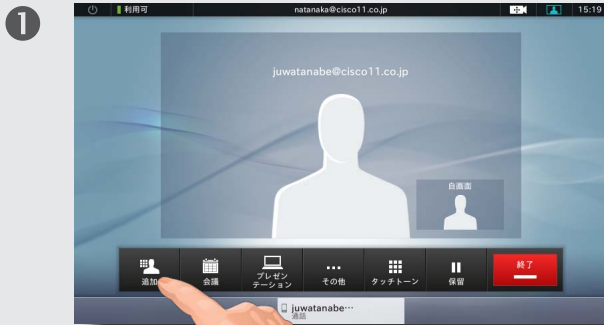 1
利用可
natanaka@cisco11.co.jp
15:19
juwatanabe@cisco11.co.jp
自画面
追加
会議
プレゼン
テーション
その他
タッチトーン
保留
終了
juwatanabe…
通話